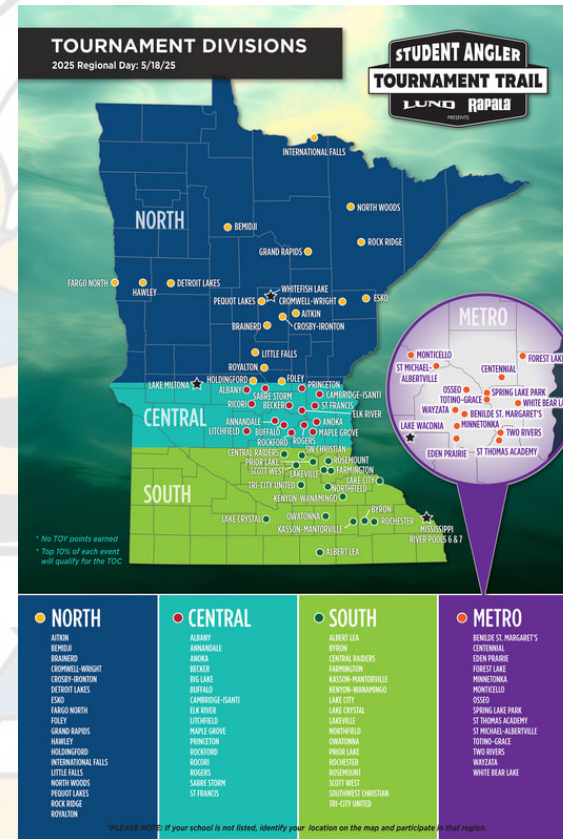 TOURNAMENT DIVISIONS
2025 Regional Day: 5/18/25
STUDENT ANGLER
TOURNAMENT TRAIL
LUND Rapala
PRESENTS
INTERNATIONAL FALLS
NORTH WOODS
NORTH
BEMIDJI
ROCK RIDGE
GRAND RAPIDS
FARGO NORTH
HAWLEY
DETROIT LAKES
WHITEFISH LAKE
PEQUOT LAKES
CROMWELL-WRIGHT
ESKO
AITKIN
BRAINERD
CROSBY-IRONTON
LITTLE FALLS
ROYALTON
LAKE MILTONA
HOLDINGFORD
FOLEY
ALBANY
PRINCETON
SABRE STORM
CAMBRIDGE-ISANTI
RICORI
BECKER
ST FRANCIS
ELK RIVER
CENTRAL
ANNANDALE
ANOKA
LITCHFIELD
BUFFALO
MAPLE GROVE
ROCKFORD
ROGERS
CENTRAL RAIDERS
SW CHRISTIAN
PRIOR LAKE
ROSEMOUNT
SCOTT WEST
LAKEVILLE
FARMINGTON
SOUTH
TRI-CITY UNITED
NORTHFIELD
LAKE CITY
KENYON-WANAMINGO
LAKE CRYSTAL
OWATONNA
BYRON
KASSON-MANTORVILLE
ROCHESTER
MISSISSIPPI
RIVER POOLS 6 & 7
ALBERT LEA
METRO
MONTICELLO
FOREST LAKE
ST MICHAEL-
ALBERTVILLE
CENTENNIAL
OSSEO
SPRING LAKE PARK
TOTINO-GRACE
WHITE BEAR LA
WAYZATA
BENILDE ST. MARGARET'S
LAKE WACONIA
MINNETONKA
TWO RIVERS
EDEN PRAIRIE
ST THOMAS ACADEMY
* No TOY points earned
* Top 10% of each event
will qualify for the TOC
NORTH
AITKIN
BEMIDJI
BRAINERD
CROMWELL-WRIGHT
CROSBY-IRONTON
DETROIT LAKES
ESKO
FARGO NORTH
FOLEY
GRAND RAPIDS
HAWLEY
HOLDINGFORD
INTERNATIONAL FALLS
LITTLE FALLS
NORTH WOODS
PEQUOT LAKES
ROCK RIDGE
ROYALTON
CENTRAL
ALBANY
ANNANDALE
ANOKA
BECKER
BIG LAKE
BUFFALO
CAMBRIDGE-ISANTI
ELK RIVER
LITCHFIELD
MAPLE GROVE
PRINCETON
ROCKFORD
ROCORI
ROGERS
SABRE STORM
ST FRANCIS
SOUTH
ALBERT LEA
BYRON
CENTRAL RAIDERS
FARMINGTON
KASSON-MANTORVILLE
KENYON-WANAMINGO
LAKE CITY
LAKE CRYSTAL
LAKEVILLE
NORTHFIELD
OWATONNA
PRIOR LAKE
ROCHESTER
ROSEMOUNT
SCOTT WEST
SOUTHWEST CHRISTIAN
TRI-CITY UNITED
METRO
BENILDE ST. MARGARET'S
CENTENNIAL
EDEN PRAIRIE
FOREST LAKE
MINNETONKA
MONTICELLO
OSSEO
SPRING LAKE PARK
ST THOMAS ACADEMY
ST MICHAEL-ALBERTVILLE
TOTINO-GRACE
TWO RIVERS
WAYZATA
WHITE BEAR LAKE
*PLEASE NOTE: If your school is not listed, identify your location on the map and participate in that region.